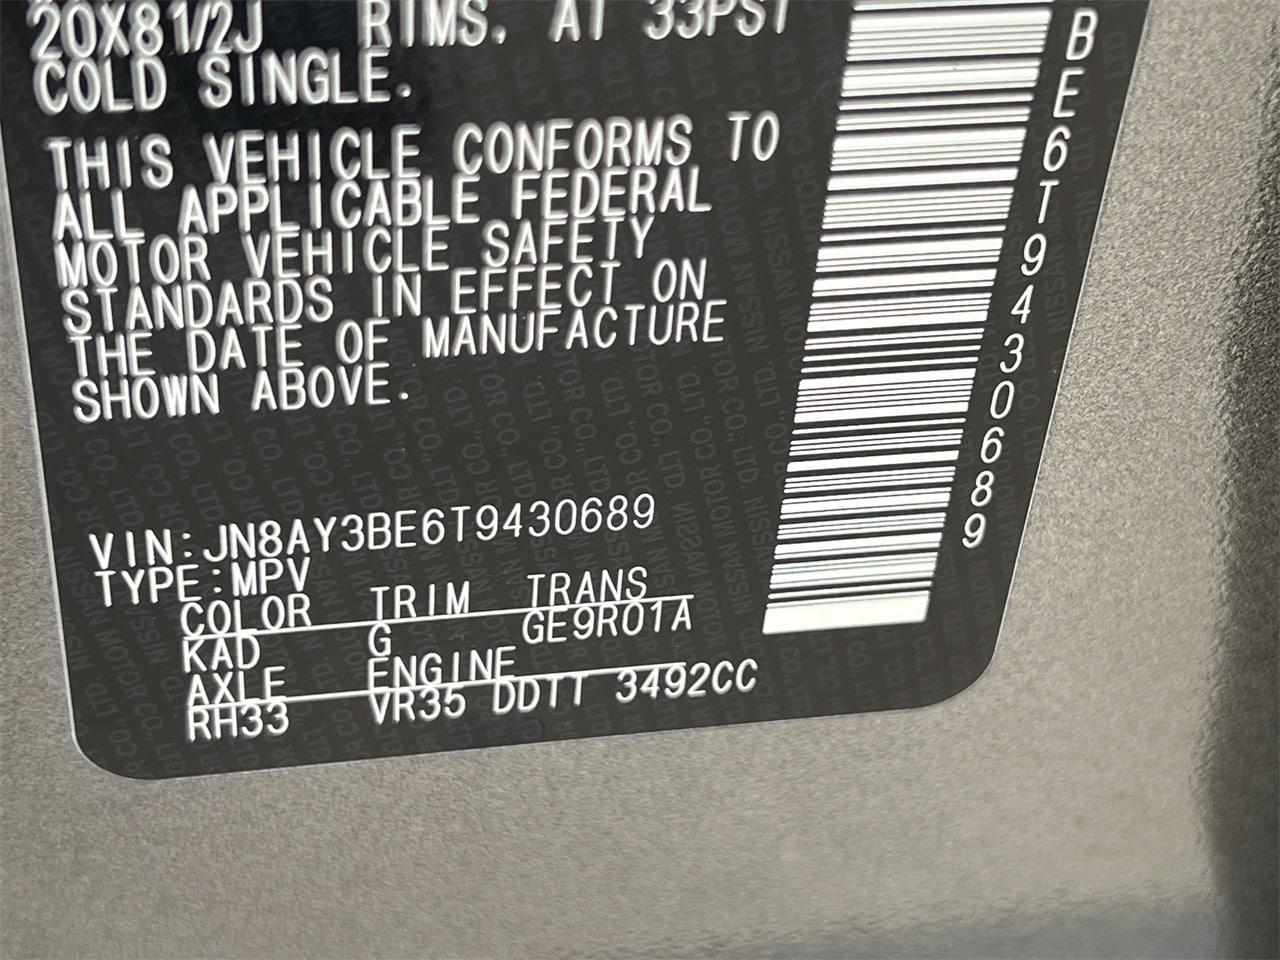 20X81/2J RIMS, AT 33PSI
COLD SINGLE.
THIS VEHICLE CONFORMS TO
ALL APPLICABLE FEDERAL
MOTOR VEHICLE SAFETY
STANDARDS IN EFFECT ON
THE DATE OF MANUFACTURE
SHOWN ABOVE.
VIN:JN8AY3BE6T9430689
TYPE:MPV
COLOR TRIM TRANS
KAD G GE9R01A
AXLE ENGINE
RH33 VR35 DDTT 3492CC
BE6T9430689